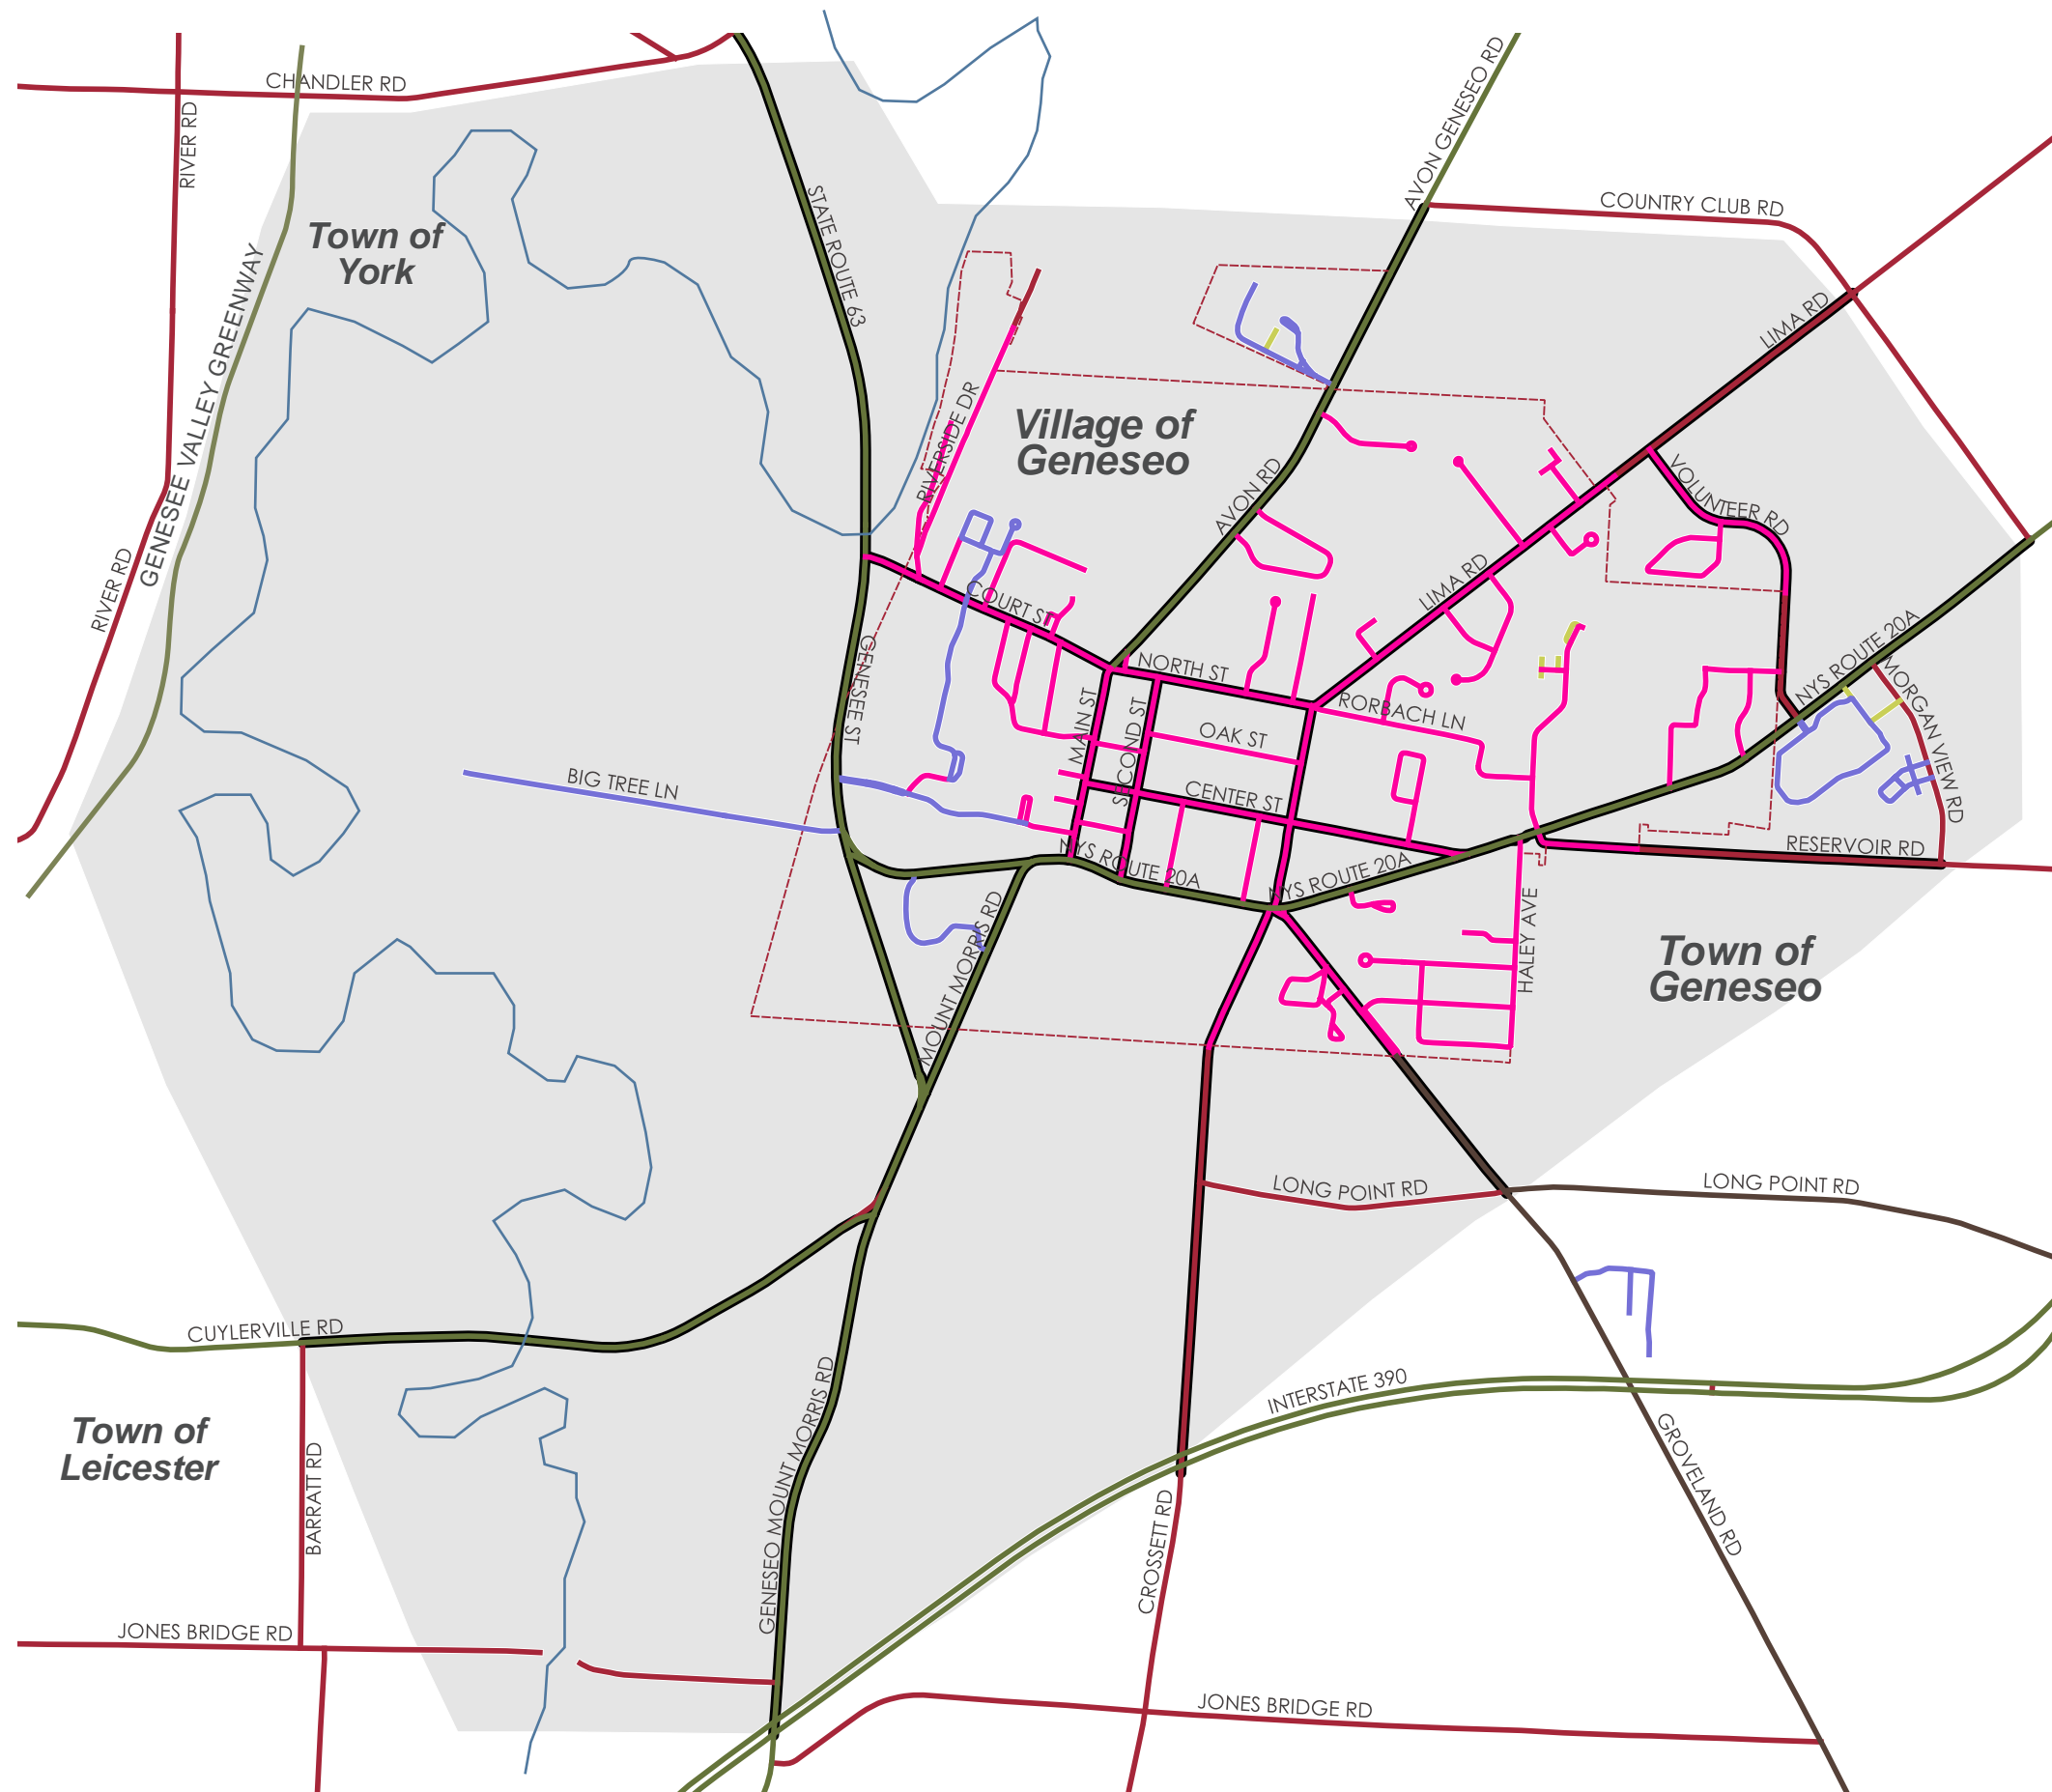 CHANDLER RD
RIVER RD
AVON GENESEO RD
COUNTRY CLUB RD
Town of
York
STATE ROUTE 63
GENESEE VALLEY GREENWAY
LIMA RD
RIVERSIDE DR
Village of
Geneseo
AVON RD
VOLUNTEER RD
RIVER RD
COURT ST
LIMA RD
GENESEE ST
NORTH ST
NYS ROUTE 20A
MORGAN VIEW RD
MAIN ST
SECOND ST
RORBACH LN
OAK ST
BIG TREE LN
CENTER ST
NYS ROUTE 20A
NYS ROUTE 20A
RESERVOIR RD
HALEY AVE
MOUNT MORRIS RD
Town of
Geneseo
LONG POINT RD
LONG POINT RD
CUYLERVILLE RD
INTERSTATE 390
GENESEO MOUNT MORRIS RD
Town of
Leicester
BARRATT RD
GROVELAND RD
CROSSETT RD
JONES BRIDGE RD
JONES BRIDGE RD